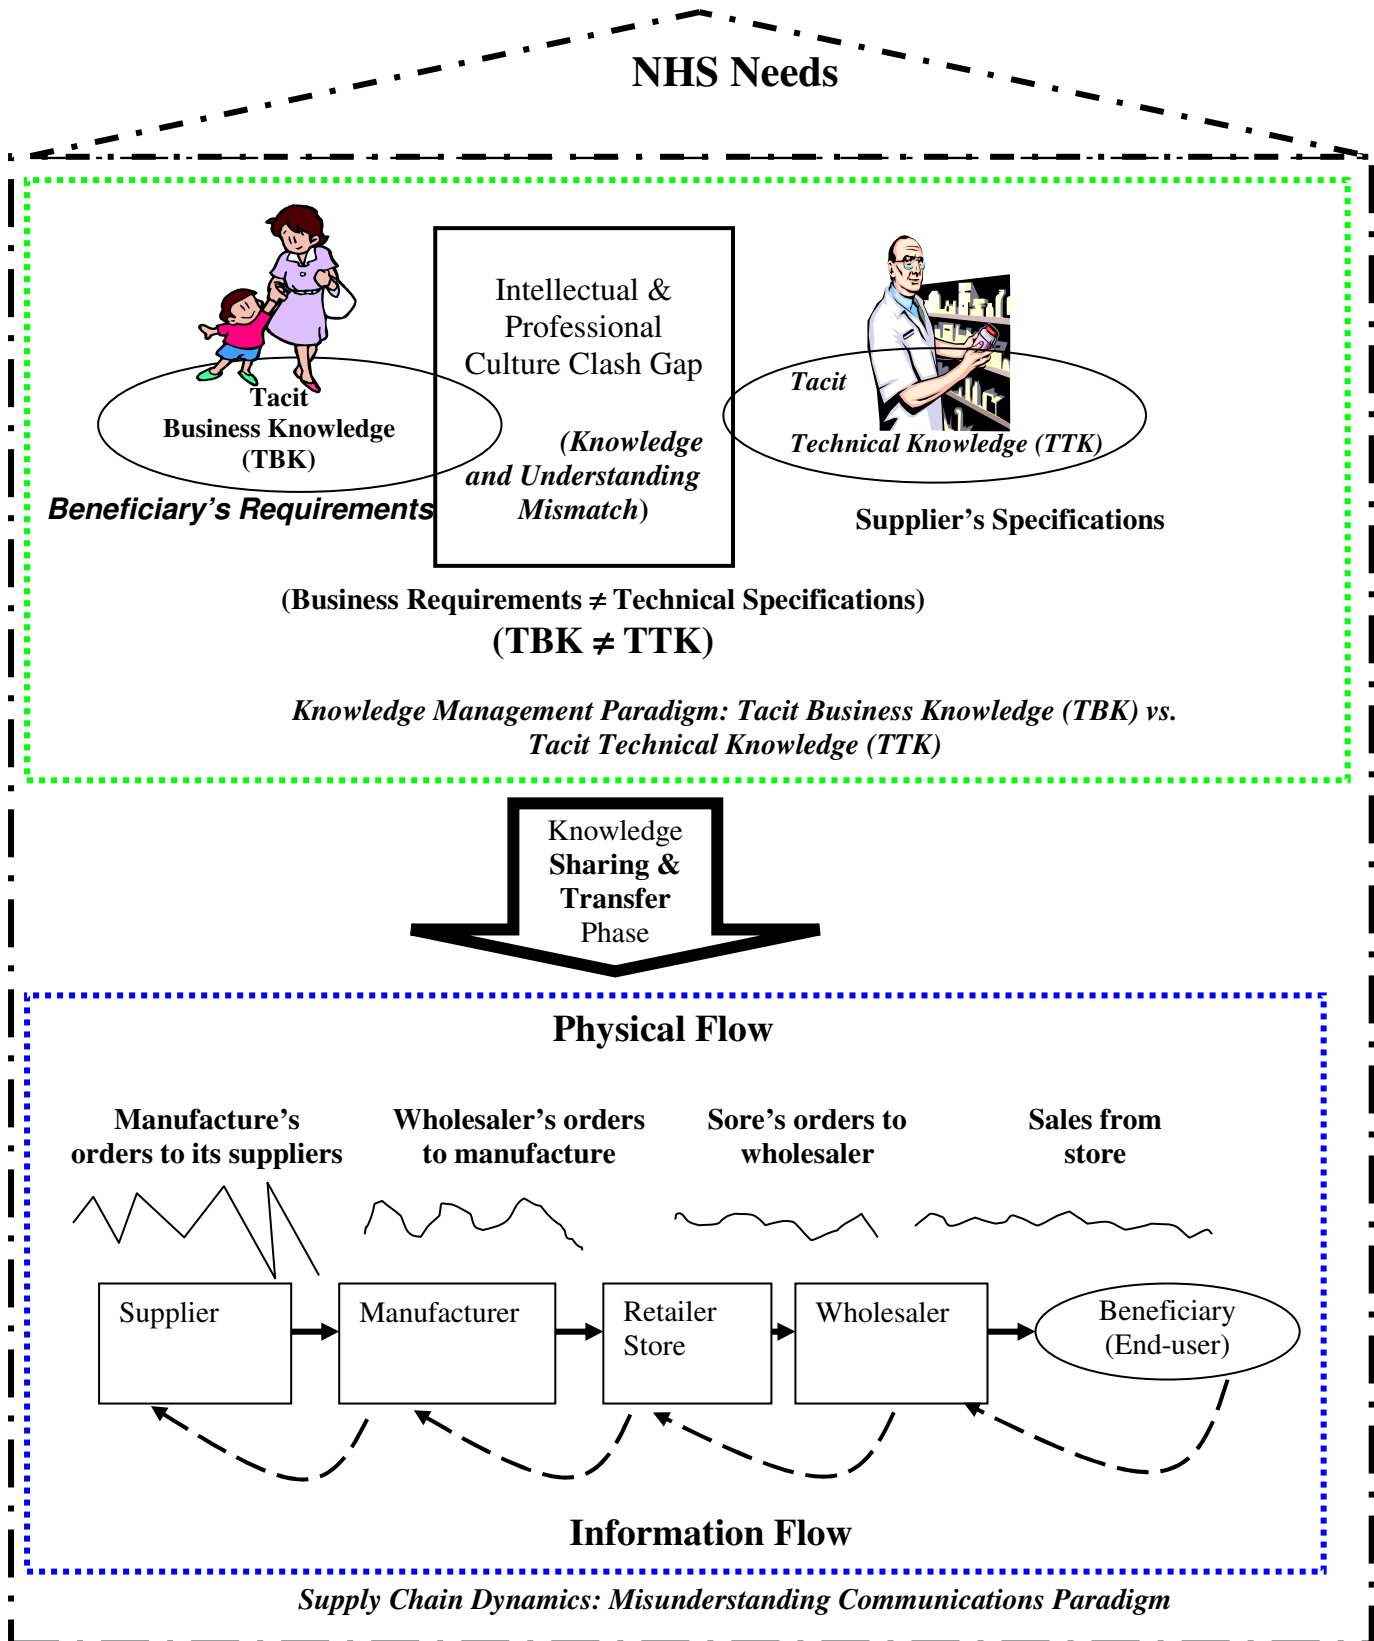 NHS Needs
Intellectual &
Professional
Culture Clash Gap
(Knowledge
and Understanding
Mismatch)
Tacit
Business Knowledge
(TBK)
Beneficiary's Requirements
Tacit
Technical Knowledge (TTK)
Supplier's Specifications
(Business Requirements ≠ Technical Specifications)
(TBK ≠ TTK)
Knowledge Management Paradigm: Tacit Business Knowledge (TBK) vs.
Tacit Technical Knowledge (TTK)
Knowledge
Sharing &
Transfer
Phase
Physical Flow
Manufacture's
orders to its suppliers
Wholesaler's orders
to manufacture
Sore's orders to
wholesaler
Sales from
store
Supplier
Manufacturer
Retailer
Store
Wholesaler
Beneficiary
(End-user)
Information Flow
Supply Chain Dynamics: Misunderstanding Communications Paradigm